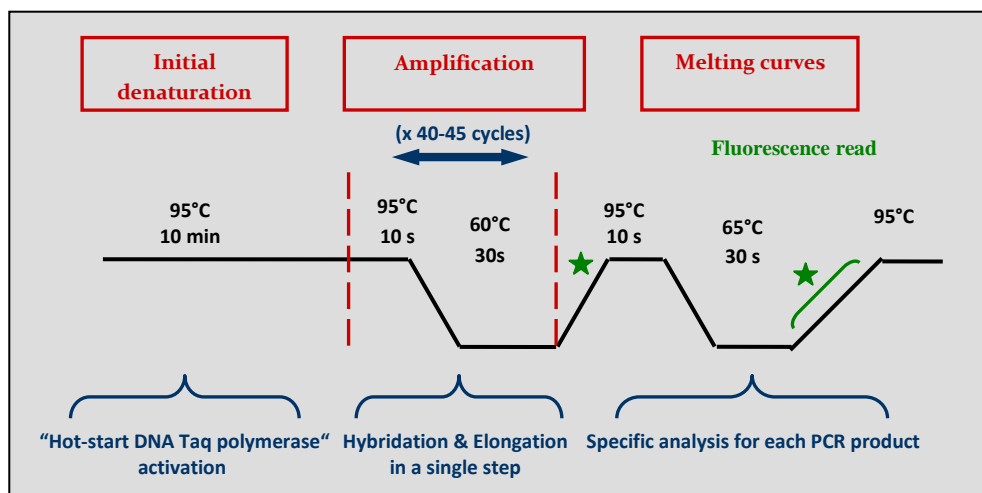 Initial
denaturation
Amplification
Melting curves
(x 40-45 cycles)
Fluorescence read
95°C
10 min
95°C
10 s
60°C
30s
95°C
10 s
65°C
30 s
95°C
“Hot-start DNA Taq polymerase“
activation
Hybridation & Elongation
in a single step
Specific analysis for each PCR product